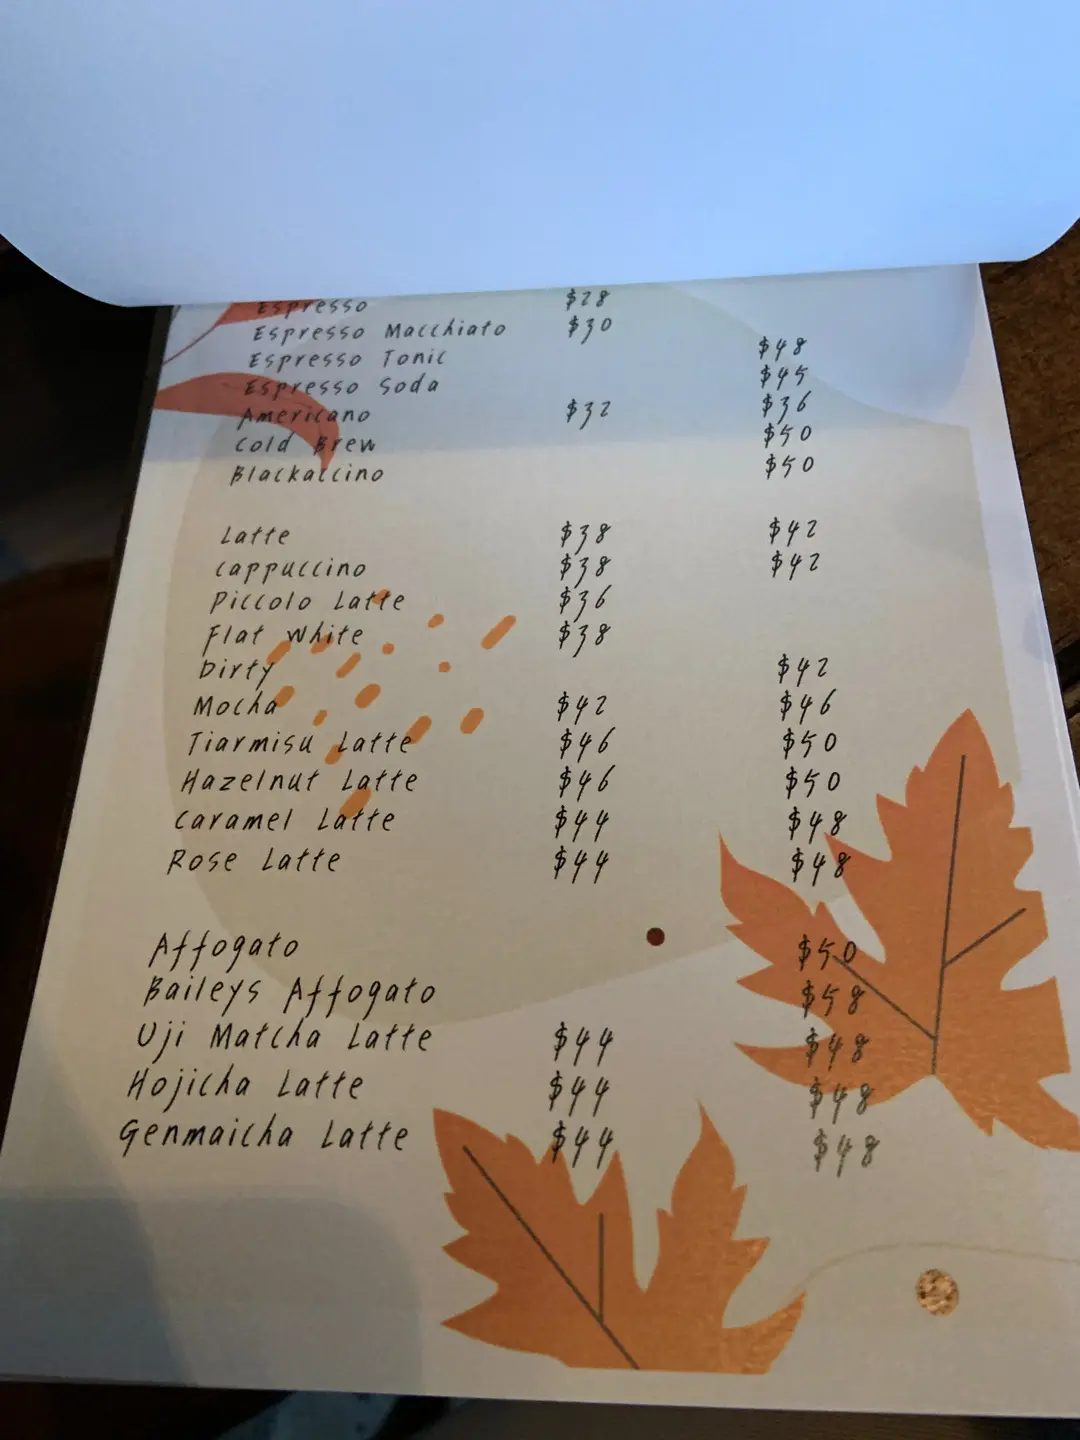 Espresso $28
Espresso Macchiato $30
Espresso Tonic $48
Espresso Soda $45
Americano $32 $36
Cold Brew $50
Blackaccino $50
Latte $38 $42
Cappuccino $38 $42
Piccolo Latte $36
Flat White $38
Dirty $42
Mocha $42 $46
Tiarmisu Latte $46 $50
Hazelnut Latte $46 $50
Caramel Latte $44 $48
Rose Latte $44 $48
Affogato $50
Baileys Affogato $58
Uji Matcha Latte $44 $48
Hojicha Latte $44 $48
Genmaicha Latte $44 $48